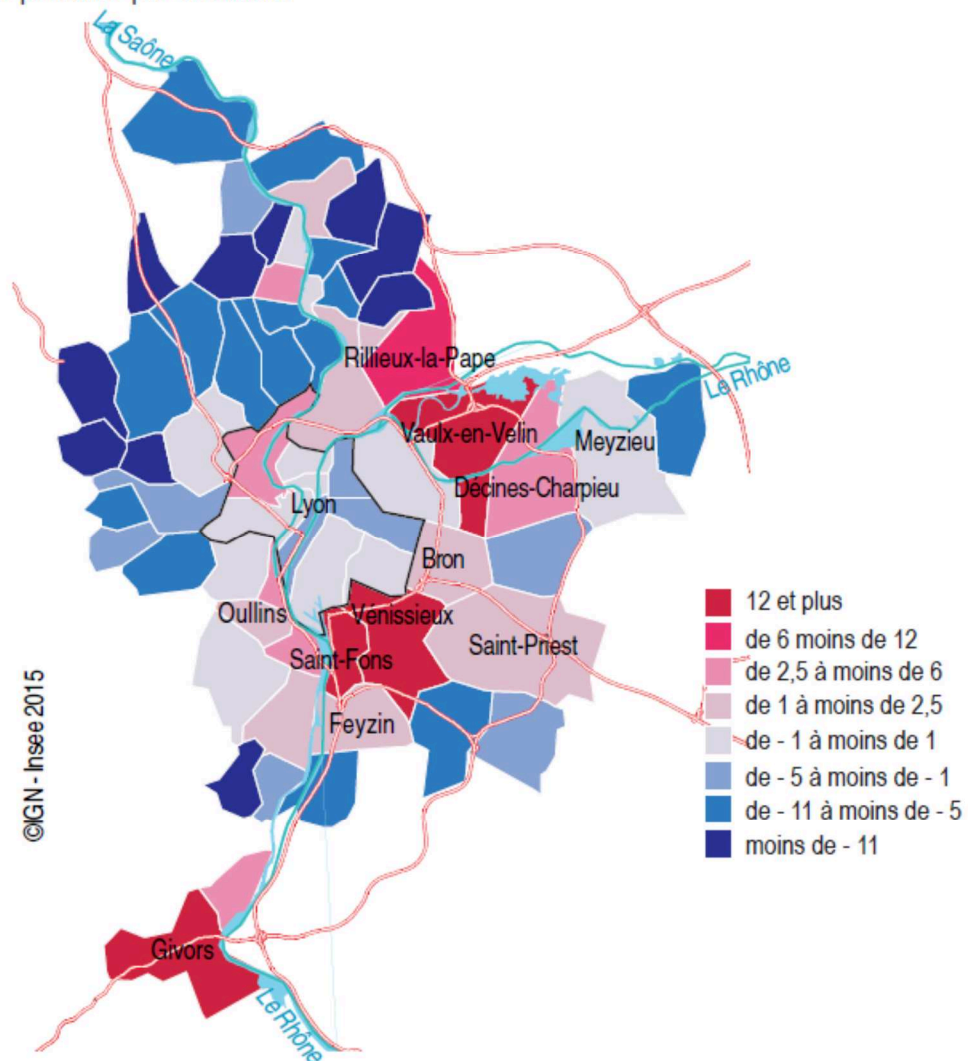 La Saône
Rillieux-la-Pape
Le Rhône
Vaulx-en-Velin
Meyzieu
Décines-Charpieu
Lyon
Bron
Oullins
Vénissieux
Saint-Priest
Saint-Fons
Feyzin
Givors
Le Rhône
12 et plus
de 6 moins de 12
de 2,5 à moins de 6
de 1 à moins de 2,5
de - 1 à moins de 1
de - 5 à moins de - 1
de - 11 à moins de - 5
moins de - 11
©IGN - Insee 2015